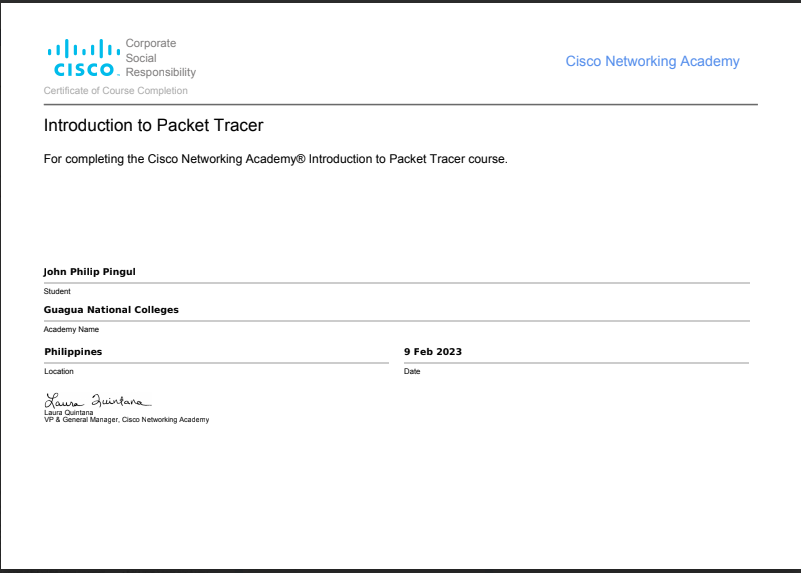 CISCO.
Corporate
Social
Responsibility
Cisco Networking Academy
Certificate of Course Completion
Introduction to Packet Tracer
For completing the Cisco Networking Academy® Introduction to Packet Tracer course.
John Philip Pingul
Student
Guagua National Colleges
Academy Name
Philippines
Location
9 Feb 2023
Date
Laura Quintana
Laura Quintana
VP & General Manager, Cisco Networking Academy